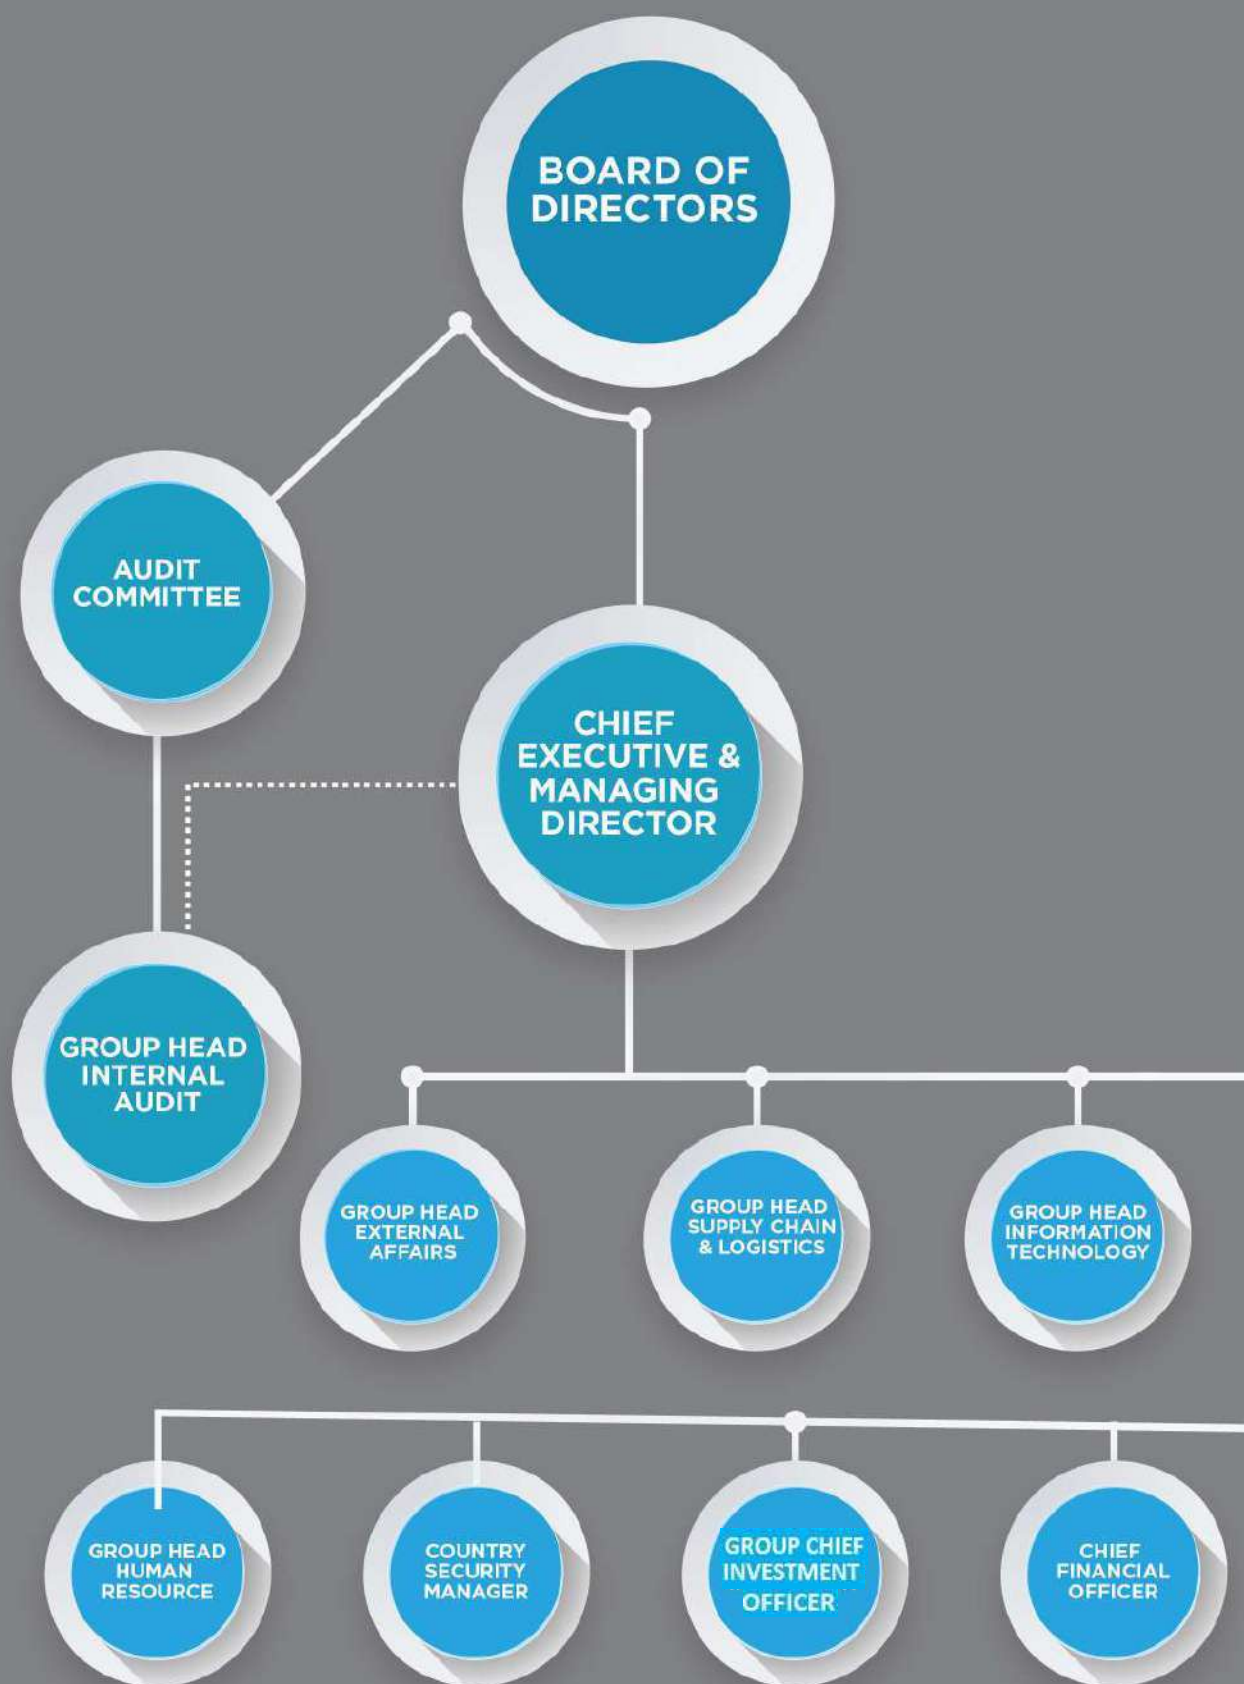 BOARD OF
DIRECTORS
AUDIT
COMMITTEE
CHIEF
EXECUTIVE &
MANAGING
DIRECTOR
GROUP HEAD
INTERNAL
AUDIT
GROUP HEAD
EXTERNAL
AFFAIRS
GROUP HEAD
SUPPLY CHAIN
& LOGISTICS
GROUP HEAD
INFORMATION
TECHNOLOGY
GROUP HEAD
HUMAN
RESOURCE
COUNTRY
SECURITY
MANAGER
GROUP CHIEF
INVESTMENT
OFFICER
CHIEF
FINANCIAL
OFFICER